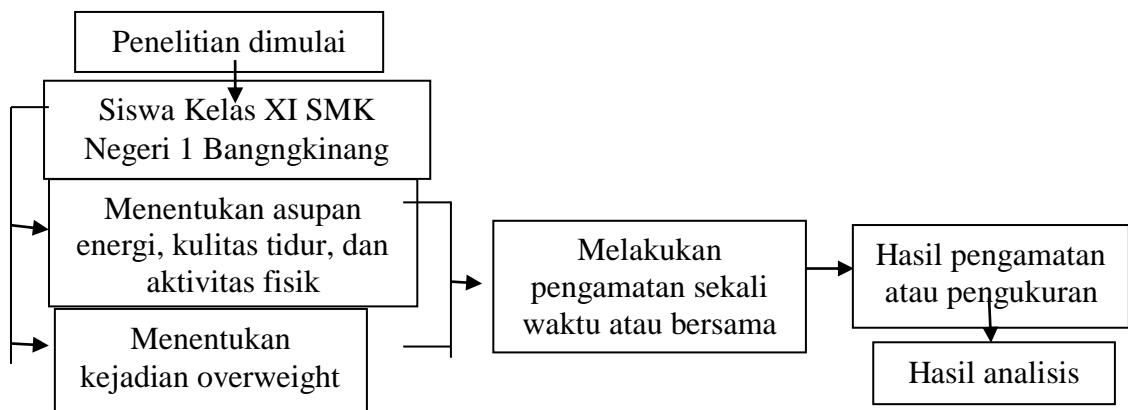 Penelitian dimulai
Siswa Kelas XI SMK
Negeri 1 Bangngkinang
Menentukan asupan
energi, kulitas tidur, dan
aktivitas fisik
Menentukan
kejadian overweight
Melakukan
pengamatan sekali
waktu atau bersama
Hasil pengamatan
atau pengukuran
Hasil analisis